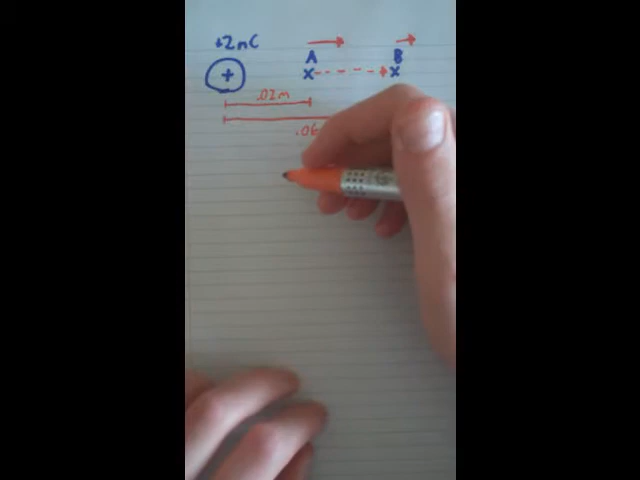 +2nC
A B
+ x x
.02m
.06